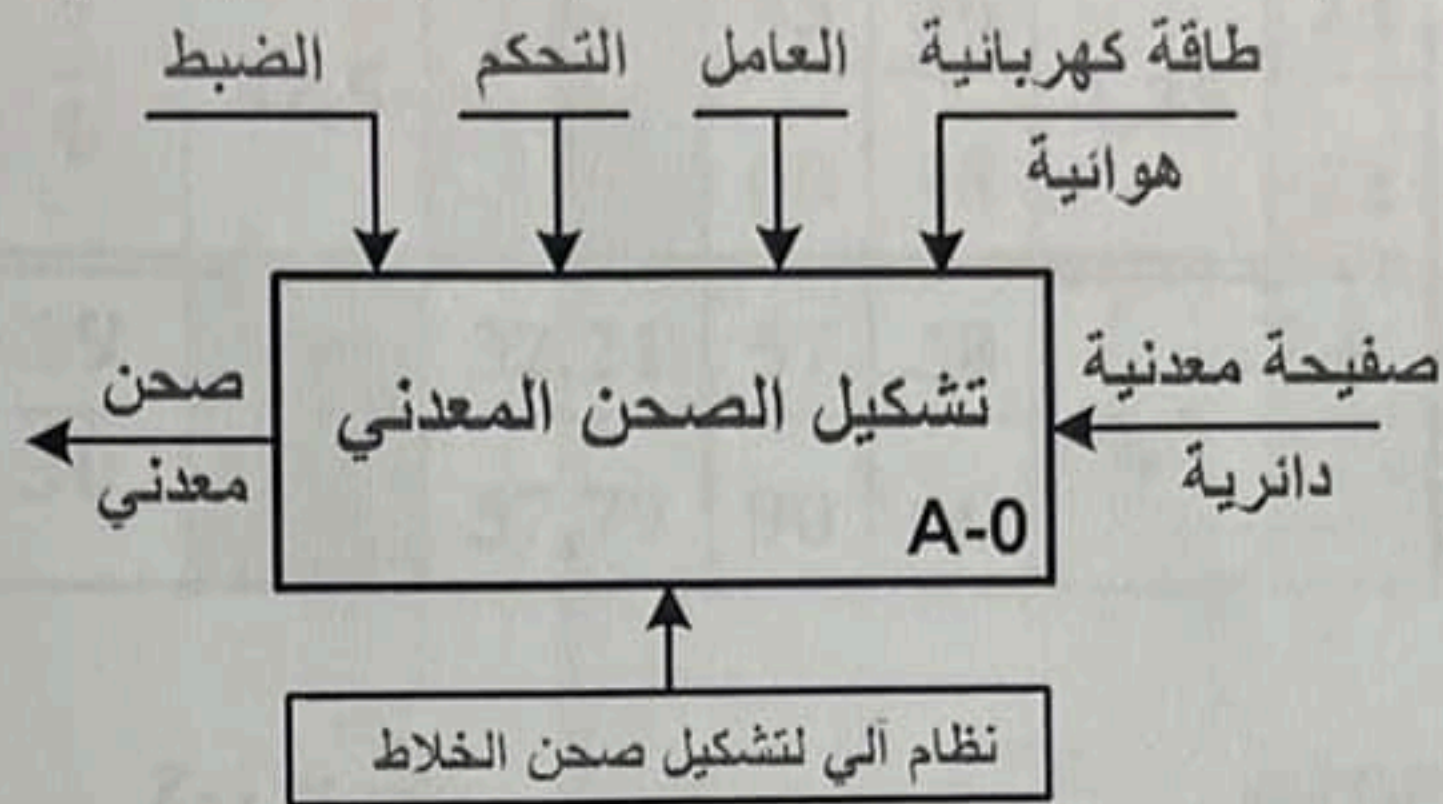 الضبط
التحكم
العامل
طاقة كهربائية
هوائية
صفيحة معدنية
دائرية
تشكيل الصحن المعدني
A-0
صحن
معدني
نظام آلي لتشكيل صحن الخلاط